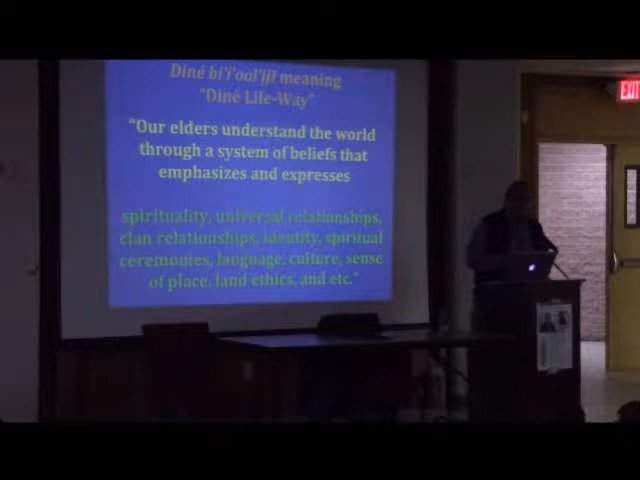 Diné bi'í'ool'įįł meaning
"Diné Life-Way"
"Our elders understand the world
through a system of beliefs that
emphasizes and expresses
spirituality, universal relationships,
clan relationships, identity, spiritual
ceremonies, language, culture, sense
of place, land ethics, and etc."
EXIT